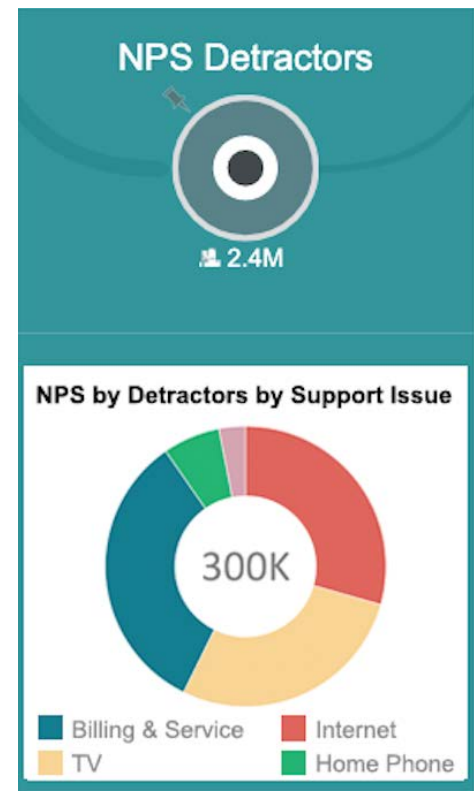 NPS Detractors
2.4M
NPS by Detractors by Support Issue
300K
Billing & Service
Internet
TV
Home Phone